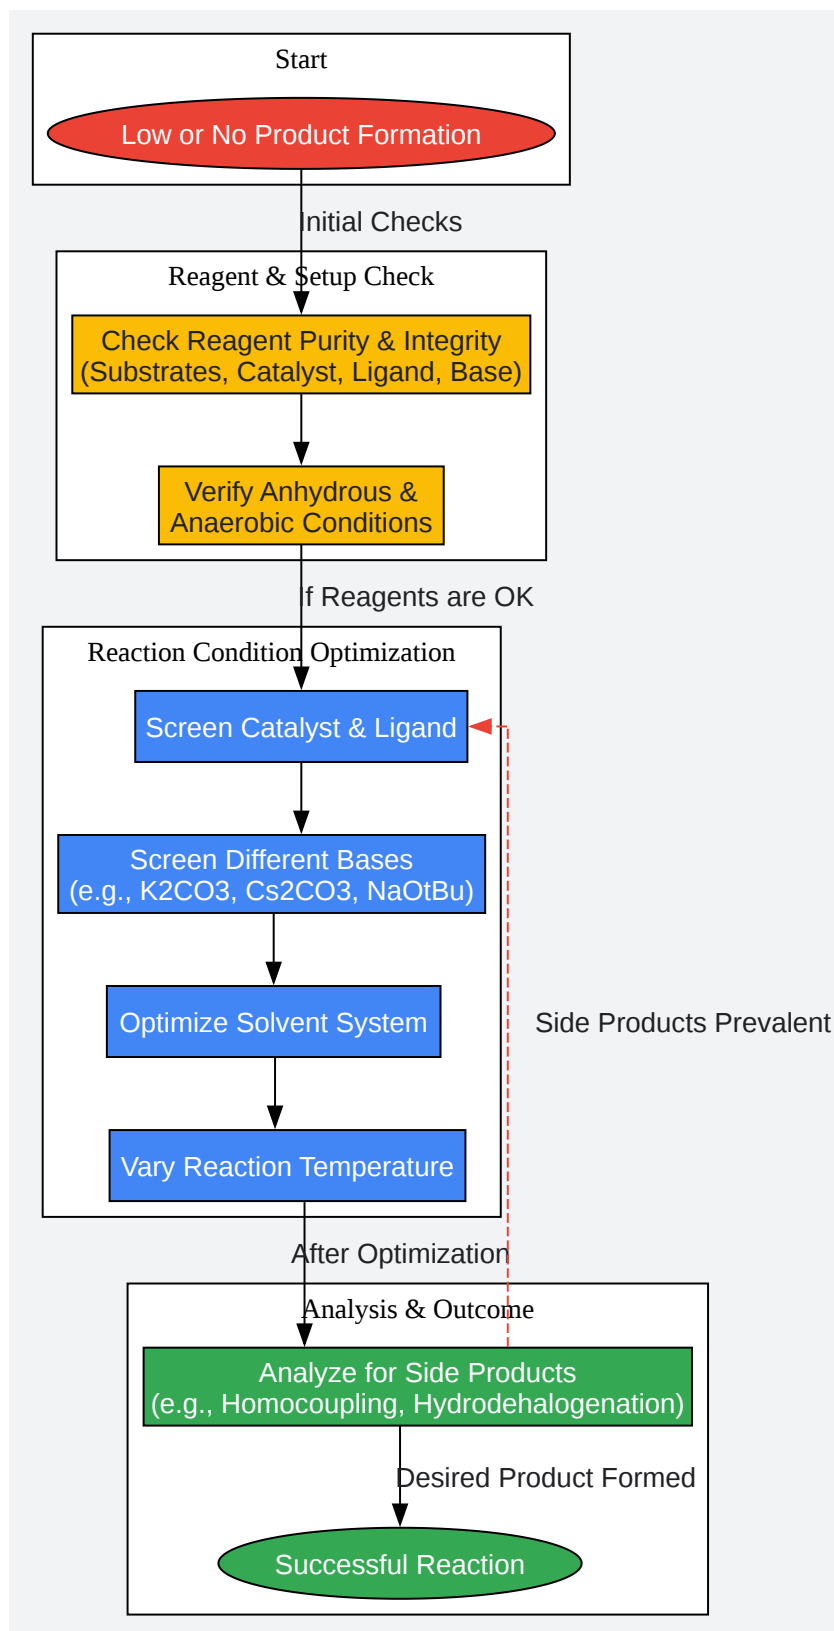 Start
Low or No Product Formation
Initial Checks
Reagent & Setup Check
Check Reagent Purity & Integrity
(Substrates, Catalyst, Ligand, Base)
Verify Anhydrous &
Anaerobic Conditions
If Reagents are OK
Reaction Condition Optimization
Screen Catalyst & Ligand
Screen Different Bases
(e.g., K2CO3, Cs2CO3, NaOtBu)
Optimize Solvent System
Side Products Prevalent
Vary Reaction Temperature
After Optimization
Analysis & Outcome
Analyze for Side Products
(e.g., Homocoupling, Hydrodehalogenation)
Desired Product Formed
Successful Reaction